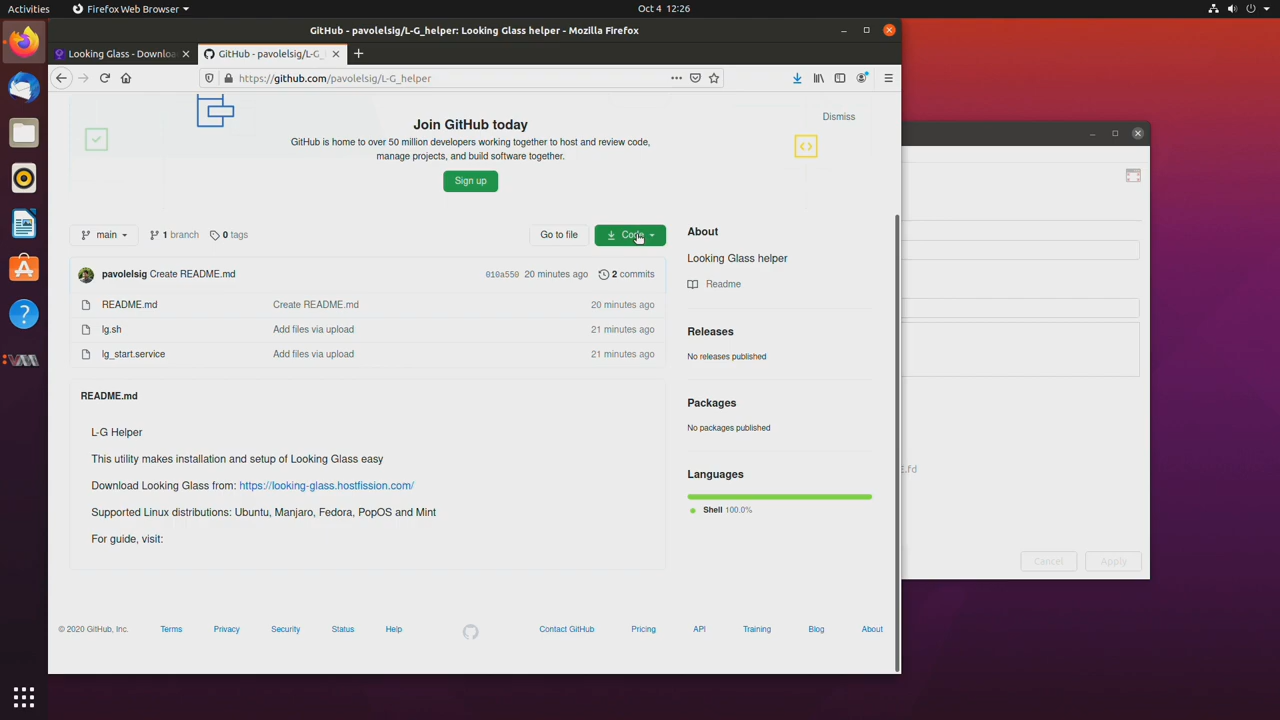 Activities Firefox Web Browser Oct 4 12:26
GitHub - pavolelsig/L-G_helper: Looking Glass helper - Mozilla Firefox
Looking Glass - Downloa GitHub - pavolelsig/L-G_
https://github.com/pavolelsig/L-G_helper
Join GitHub today
Dismiss
GitHub is home to over 50 million developers working together to host and review code,
manage projects, and build software together.
Sign up
main 1 branch 0 tags Go to file Code
About
Looking Glass helper
Readme
pavolelsig Create README.md 010a550 20 minutes ago 2 commits
README.md Create README.md 20 minutes ago
lg.sh Add files via upload 21 minutes ago
lg_start.service Add files via upload 21 minutes ago
Releases
No releases published
README.md
Packages
No packages published
L-G Helper
This utility makes installation and setup of Looking Glass easy
Download Looking Glass from: https://looking-glass.hostfission.com/
Supported Linux distributions: Ubuntu, Manjaro, Fedora, PopOS and Mint
For guide, visit:
Languages
Shell 100.0%
.fd
Cancel Apply
© 2020 GitHub, Inc. Terms Privacy Security Status Help Contact GitHub Pricing API Training Blog About